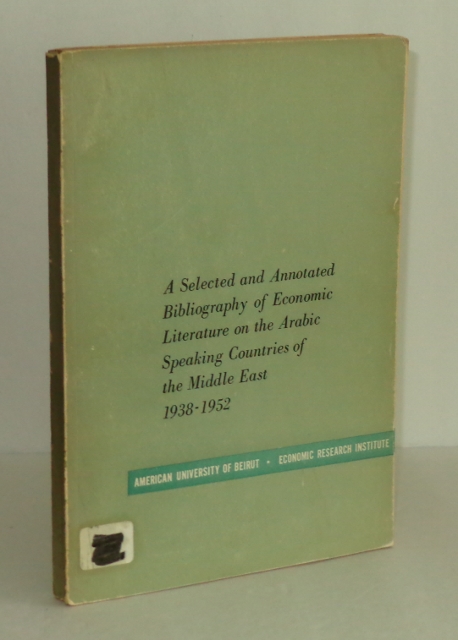 A Selected and Annotated
Bibliography of Economic
Literature on the Arabic
Speaking Countries of
the Middle East
1938-1952
AMERICAN UNIVERSITY OF BEIRUT • ECONOMIC RESEARCH INSTITUTE